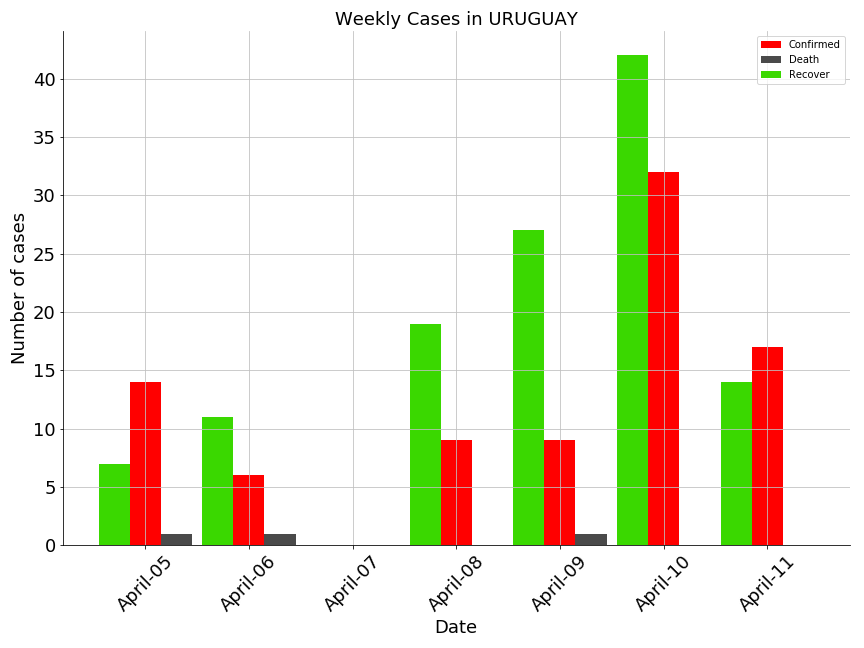 Weekly Cases in URUGUAY
Confirmed
Death
Recover
Number of cases
40
35
30
25
20
15
10
5
0
April-05
April-06
April-07
April-08
April-09
April-10
April-11
Date